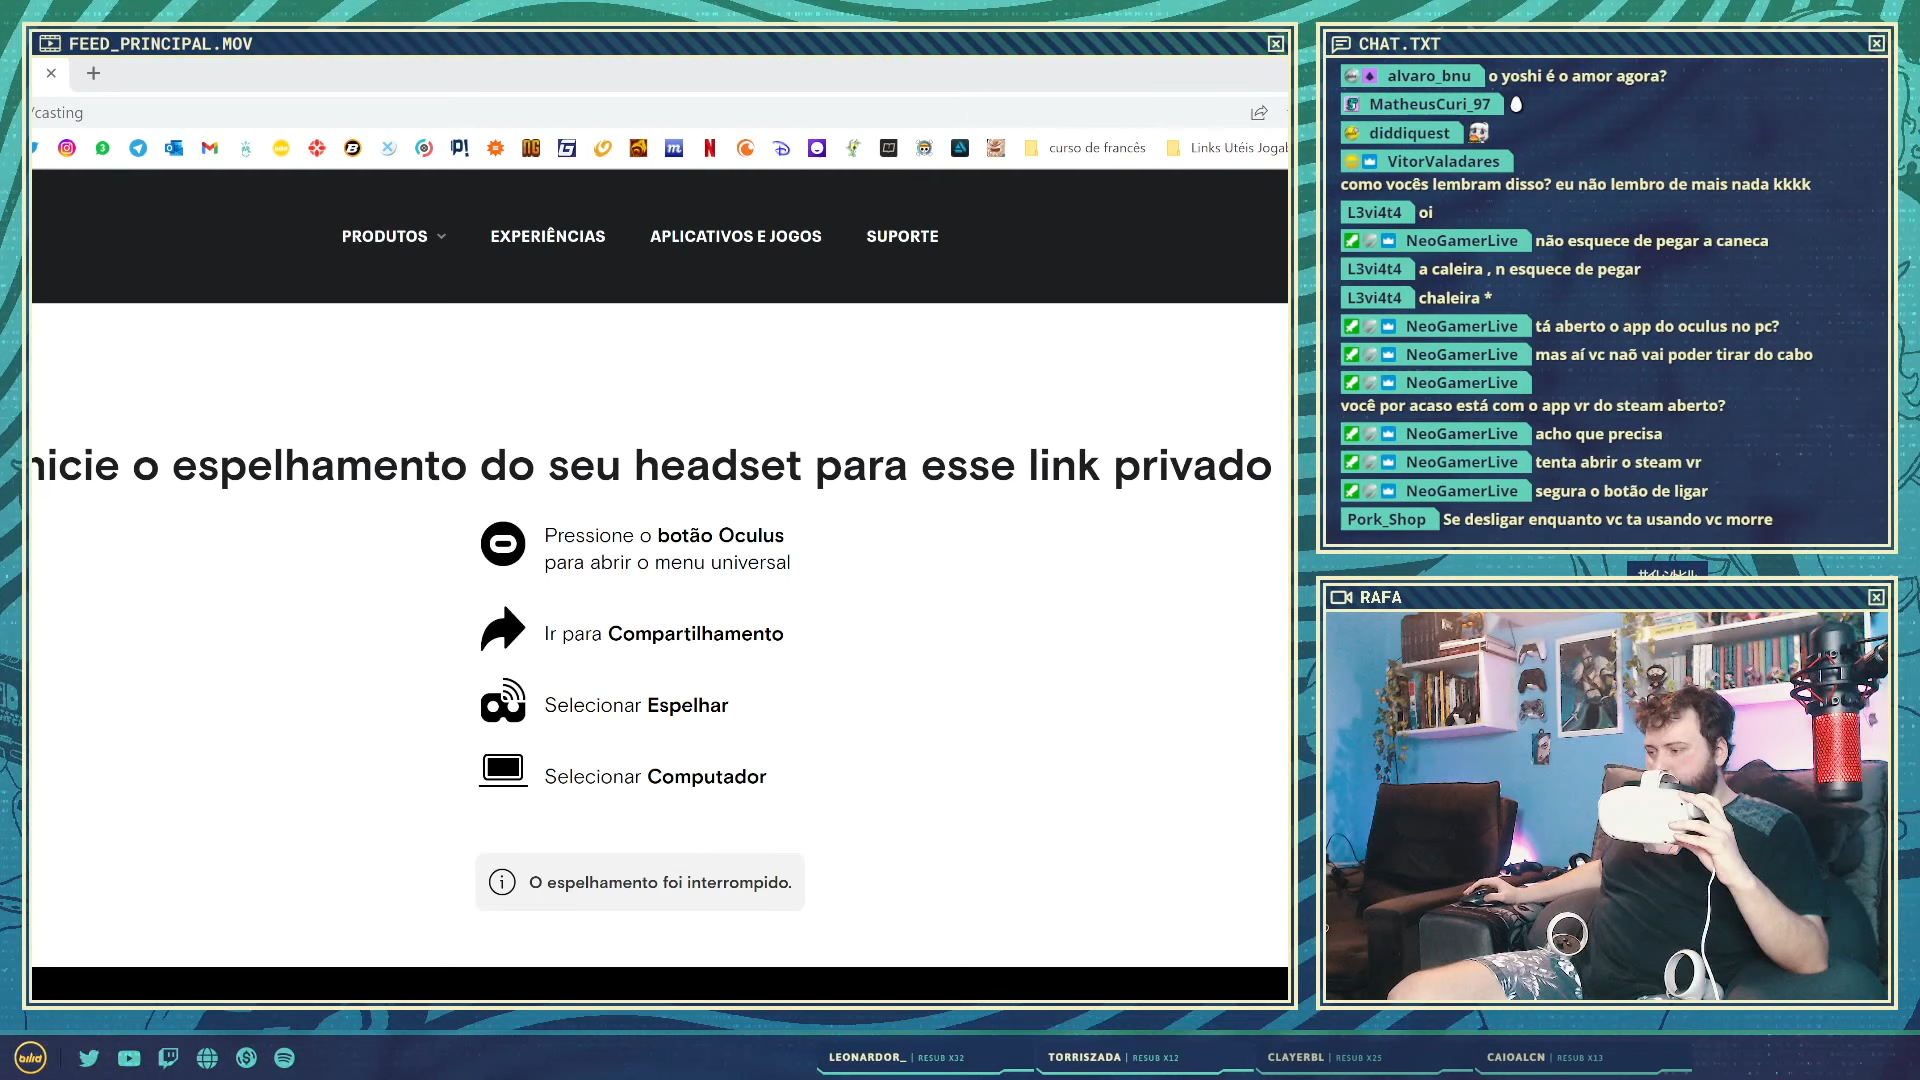 FEED_PRINCIPAL.MOV
/casting
curso de francês
Links Utéis Jogab
PRODUTOS
EXPERIÊNCIAS
APLICATIVOS E JOGOS
SUPORTE
nicie o espelhamento do seu headset para esse link privado
Pressione o botão Oculus
para abrir o menu universal
Ir para Compartilhamento
Selecionar Espelhar
Selecionar Computador
O espelhamento foi interrompido.
CHAT.TXT
alvaro_bnu o yoshi é o amor agora?
MatheusCuri_97
diddiquest
VitorValadares
como vocês lembram disso? eu não lembro de mais nada kkkk
L3vi4t4 oi
NeoGamerLive não esquece de pegar a caneca
L3vi4t4 a caleira , n esquece de pegar
L3vi4t4 chaleira *
NeoGamerLive tá aberto o app do oculus no pc?
NeoGamerLive mas aí vc naõ vai poder tirar do cabo
NeoGamerLive
você por acaso está com o app vr do steam aberto?
NeoGamerLive acho que precisa
NeoGamerLive tenta abrir o steam vr
NeoGamerLive segura o botão de ligar
Pork_Shop Se desligar enquanto vc ta usando vc morre
RAFA
LEONARDOR_ | RESUB X32
TORRISZADA | RESUB X12
CLAYERBL | RESUB X25
CAIOALCN | RESUB X13